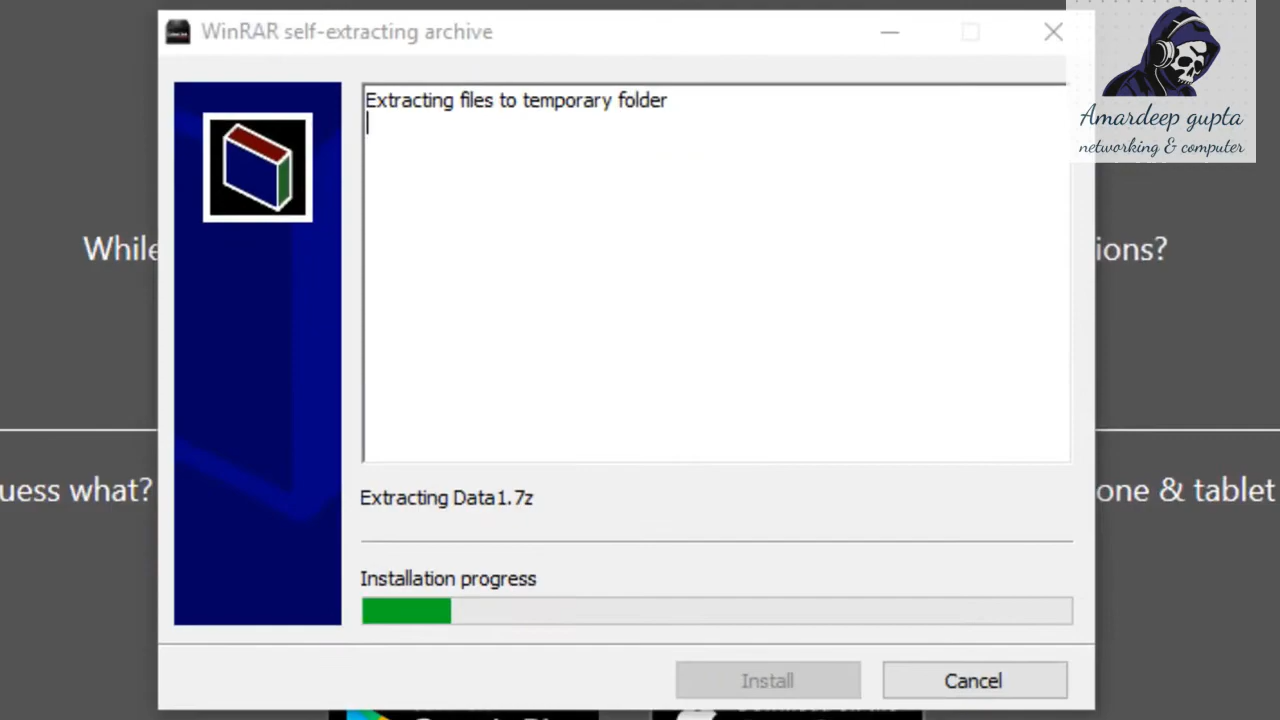 WinRAR self-extracting archive
Amardeep gupta
networking & computer
Extracting files to temporary folder
While
ions?
uess what?
one & tablet
Extracting Data1.7z
Installation progress
Install
Cancel